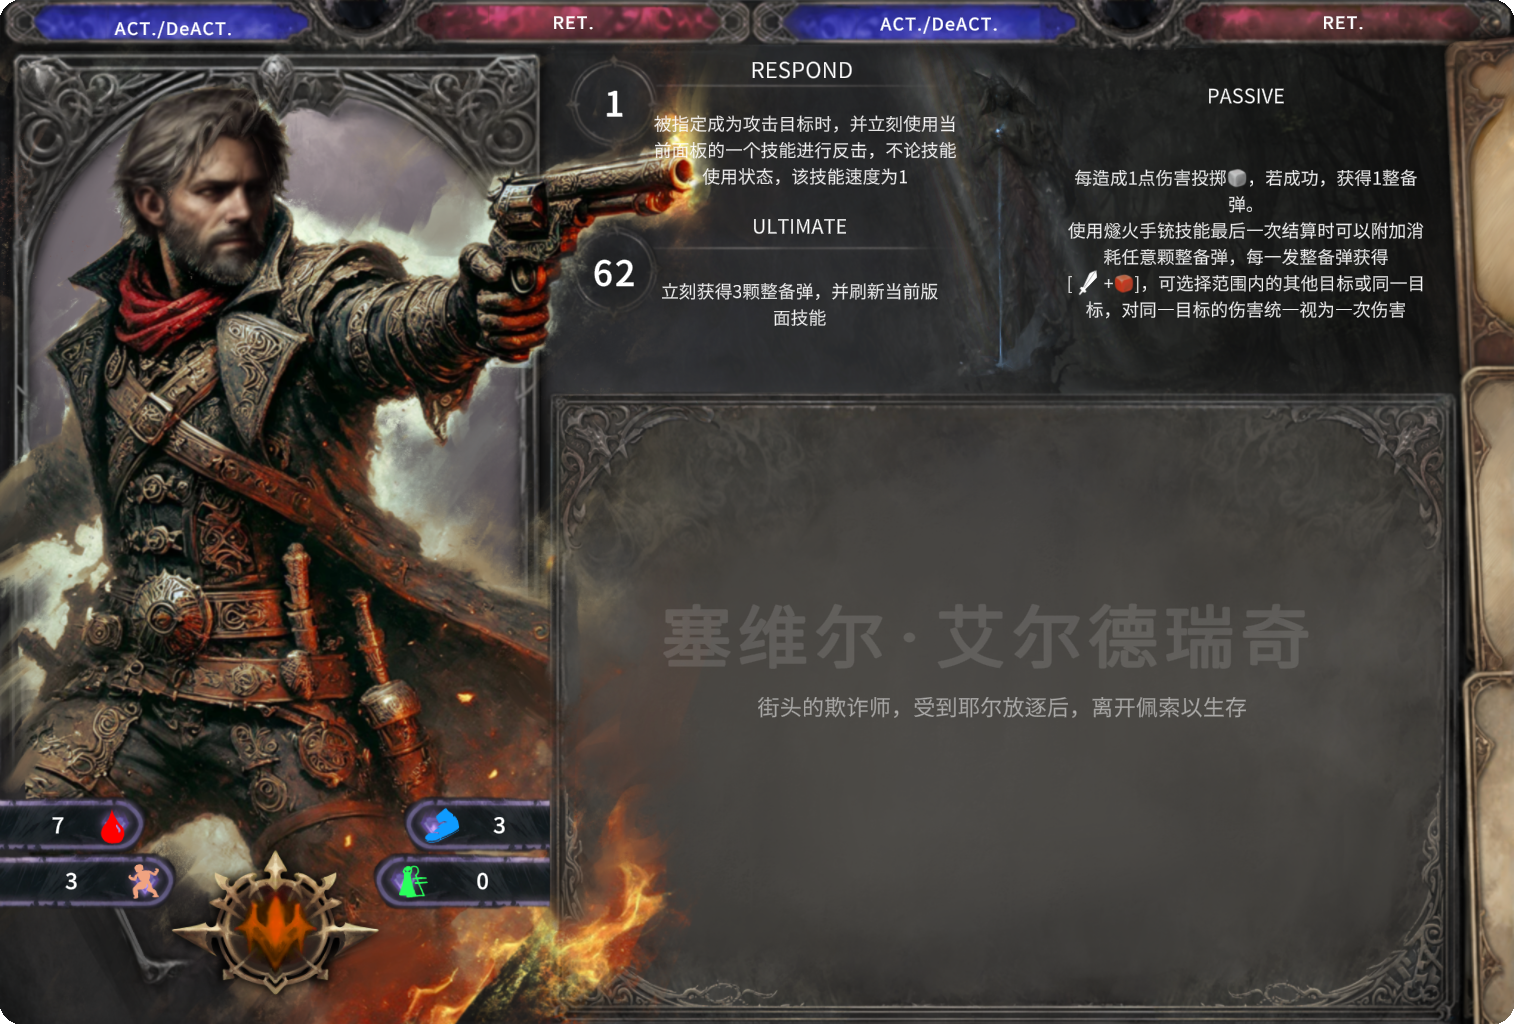 ACT./DeACT.
RET.
ACT./DeACT.
RET.
RESPOND
1
被指定成为攻击目标时，并立刻使用当
前面板的一个技能进行反击，不论技能
使用状态，该技能速度为1
ULTIMATE
62
立刻获得3颗整备弹，并刷新当前版
面技能
PASSIVE
每造成1点伤害投掷，若成功，获得1整备
弹。
使用燧火手铳技能最后一次结算时可以附加消
耗任意颗整备弹，每一发整备弹获得
[ + ]，可选择范围内的其他目标或同一目
标，对同一目标的伤害统一视为一次伤害
塞维尔·艾尔德瑞奇
街头的欺诈师，受到耶尔放逐后，离开佩索以生存
7
3
3
0